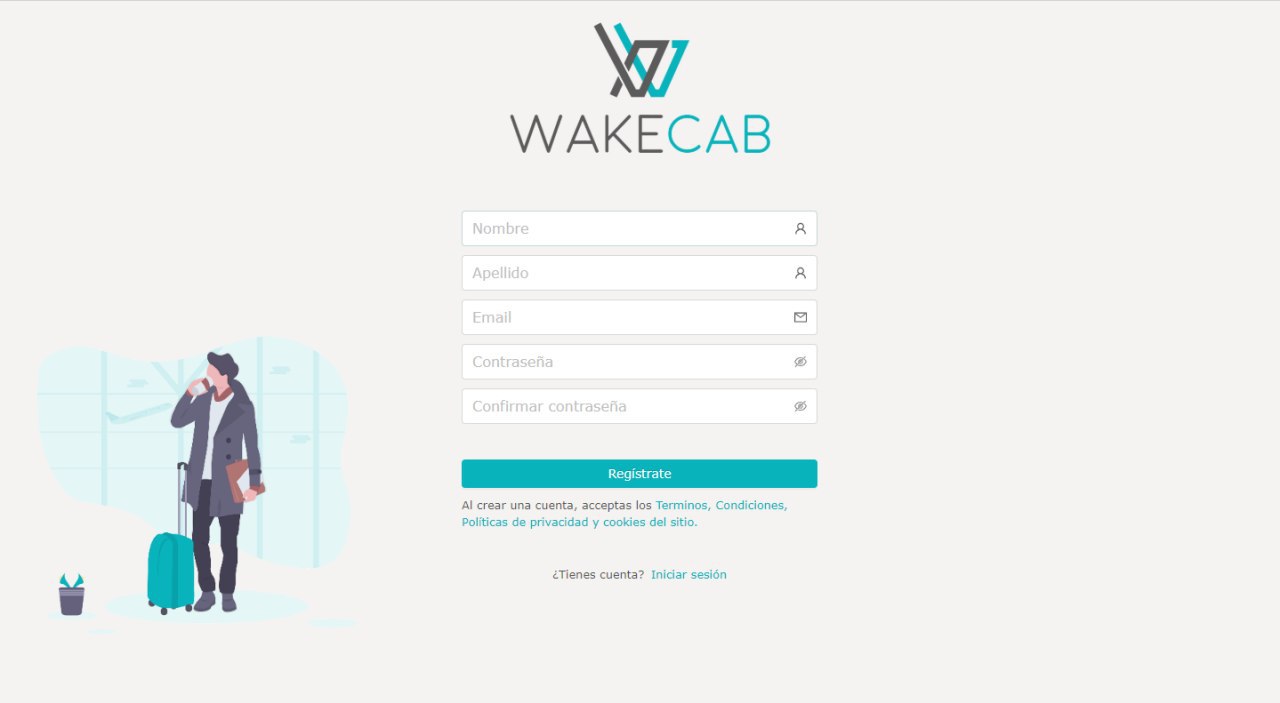 WAKECAB
Nombre
Apellido
Email
Contraseña
Confirmar contraseña
Regístrate
Al crear una cuenta, acceptas los Terminos, Condiciones,
Políticas de privacidad y cookies del sitio.
¿Tienes cuenta? Iniciar sesión